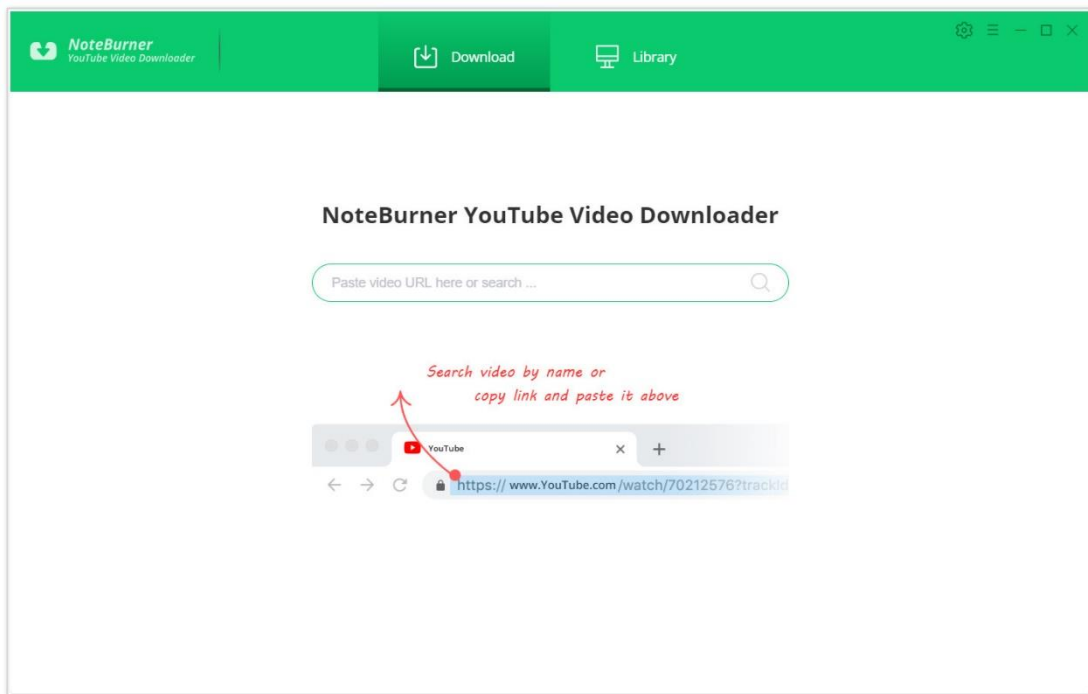 NoteBurner
YouTube Video Downloader
Download
Library
NoteBurner YouTube Video Downloader
Paste video URL here or search ...
Search video by name or
copy link and paste it above
YouTube
https:// www.YouTube.com /watch/70212576?trackId